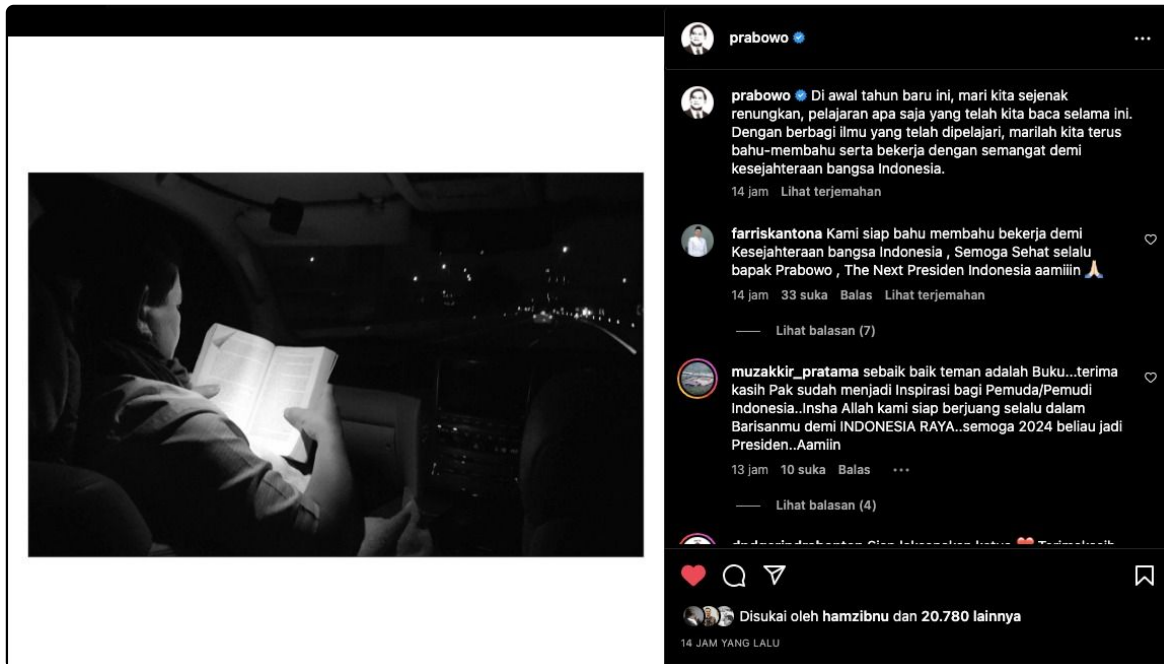 prabowo
prabowo Di awal tahun baru ini, mari kita sejenak
renungkan, pelajaran apa saja yang telah kita baca selama ini.
Dengan berbagi ilmu yang telah dipelajari, marilah kita terus
bahu-membahu serta bekerja dengan semangat demi
kesejahteraan bangsa Indonesia.
14 jam Lihat terjemahan
farriskantona Kami siap bahu membahu bekerja demi
Kesejahteraan bangsa Indonesia , Semoga Sehat selalu
bapak Prabowo , The Next Presiden Indonesia aamiiin 🙏🏻
14 jam 33 suka Balas Lihat terjemahan
Lihat balasan (7)
muzakkir_pratama sebaik baik teman adalah Buku...terima
kasih Pak sudah menjadi Inspirasi bagi Pemuda/Pemudi
Indonesia..Insha Allah kami siap berjuang selalu dalam
Barisanmu demi INDONESIA RAYA..semoga 2024 beliau jadi
Presiden..Aamiin
13 jam 10 suka Balas
Lihat balasan (4)
Disukai oleh hamzibnu dan 20.780 lainnya
14 JAM YANG LALU